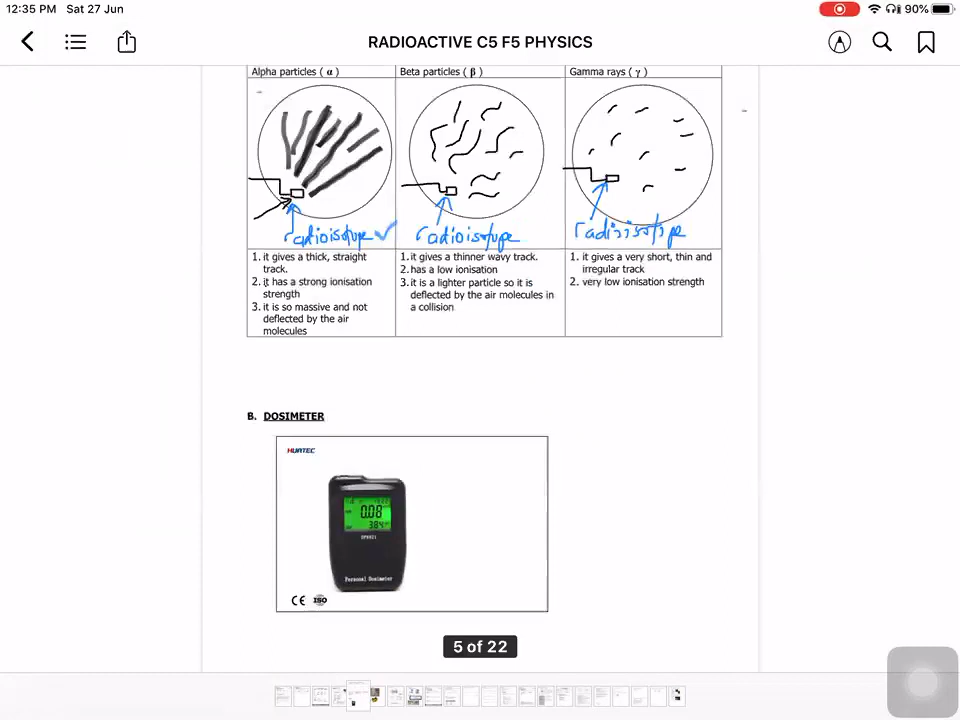 12:35 PM Sat 27 Jun
90%
RADIOACTIVE C5 F5 PHYSICS
Alpha particles ( α )
Beta particles ( β )
Gamma rays ( γ )
radioisotope ✓
radioisotope
radioisotope
1. it gives a thick, straight
track.
2. it has a strong ionisation
strength
3. it is so massive and not
deflected by the air
molecules
1. it gives a thinner wavy track.
2. has a low ionisation
3. it is a lighter particle so it is
deflected by the air molecules in
a collision
1. it gives a very short, thin and
irregular track
2. very low ionisation strength
B. DOSIMETER
HUATEC
0.08
3.84
Personal Dosimeter
CE ISO
5 of 22